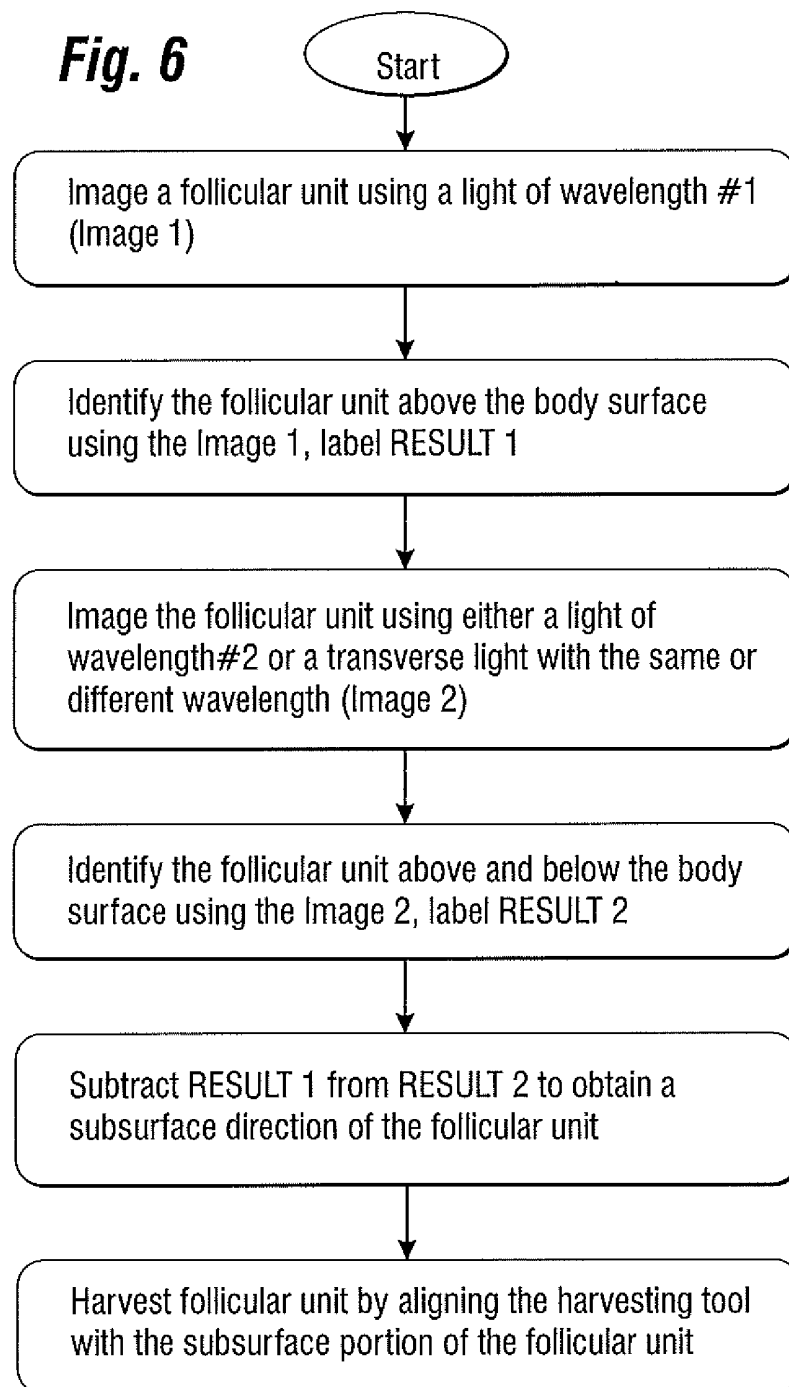 Fig. 6
Start
Image a follicular unit using a light of wavelength #1
(Image 1)
Identify the follicular unit above the body surface
using the Image 1, label RESULT 1
Image the follicular unit using either a light of
wavelength#2 or a transverse light with the same or
different wavelength (Image 2)
Identify the follicular unit above and below the body
surface using the Image 2, label RESULT 2
Subtract RESULT 1 from RESULT 2 to obtain a
subsurface direction of the follicular unit
Harvest follicular unit by aligning the harvesting tool
with the subsurface portion of the follicular unit